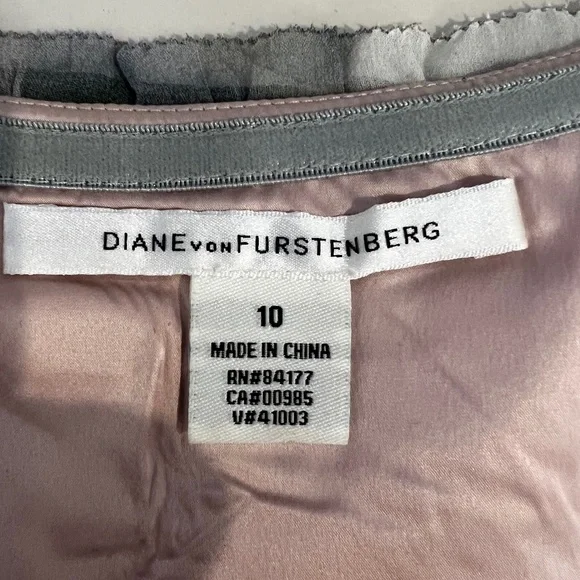 DIANE VON FURSTENBERG
10
MADE IN CHINA
RN#84177
CA#00985
V#41003